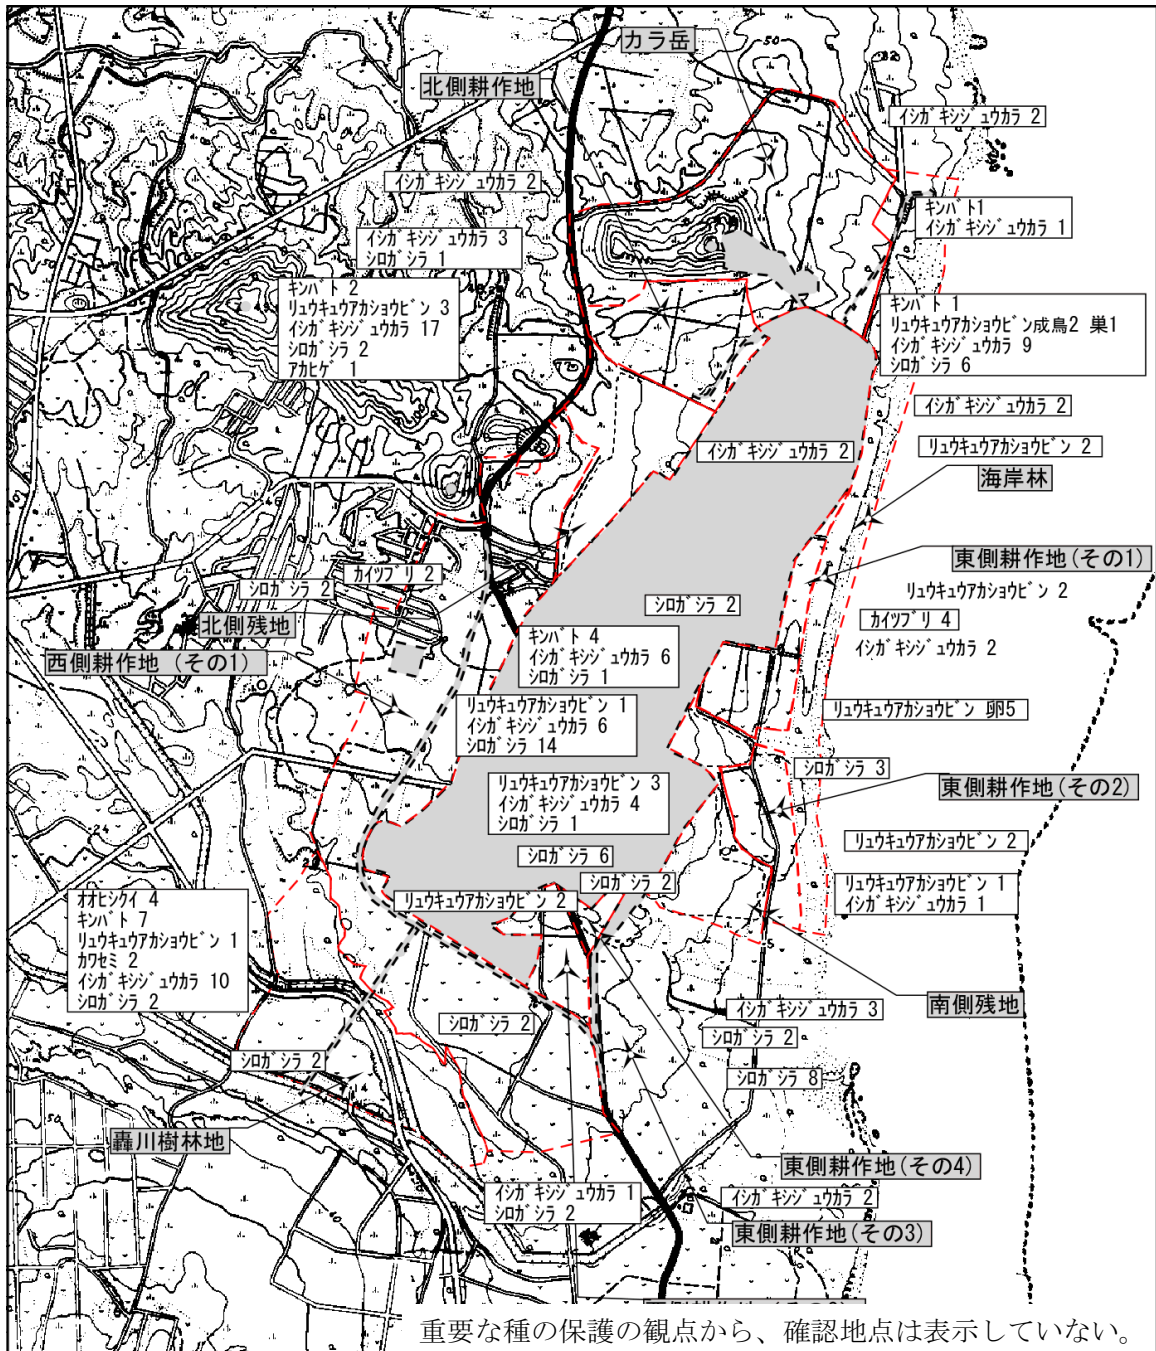 カラ岳
50
北側耕作地
イシガキシジュウカラ 2
イシガキシジュウカラ 2
キンバト1
イシガキシジュウカラ 1
イシガキシジュウカラ 3
シロガシラ 1
キンバト 2
リュウキュウアカショウビン 3
イシガキシジュウカラ 17
シロガシラ 2
アカヒゲ 1
キンバト 1
リュウキュウアカショウビン成鳥2 巣1
イシガキシジュウカラ 9
シロガシラ 6
イシガキシジュウカラ 2
イシガキシジュウカラ 2
リュウキュウアカショウビン 2
海岸林
東側耕作地(その1)
カイツブリ 2
シロガシラ 2
リュウキュウアカショウビン 2
シロガシラ 2
カイツブリ 4
北側残地
キンバト 4
イシガキシジュウカラ 6
シロガシラ 1
イシガキシジュウカラ 2
西側耕作地 (その1)
リュウキュウアカショウビン 1
イシガキシジュウカラ 6
シロガシラ 14
リュウキュウアカショウビン 卵5
シロガシラ 3
リュウキュウアカショウビン 3
イシガキシジュウカラ 4
シロガシラ 1
東側耕作地(その2)
24
リュウキュウアカショウビン 2
シロガシラ 6
シロガシラ 2
リュウキュウアカショウビン 2
リュウキュウアカショウビン 1
イシガキシジュウカラ 1
オオヒシクイ 4
キンバト 7
リュウキュウアカショウビン 1
カワセミ 2
イシガキシジュウカラ 10
シロガシラ 2
イシガキシジュウカラ 3
南側残地
シロガシラ 2
シロガシラ 2
シロガシラ 2
シロガシラ 8
50
轟川樹林地
東側耕作地(その4)
イシガキシジュウカラ 1
シロガシラ 2
イシガキシジュウカラ 2
東側耕作地(その3)
重要な種の保護の観点から、確認地点は表示していない。